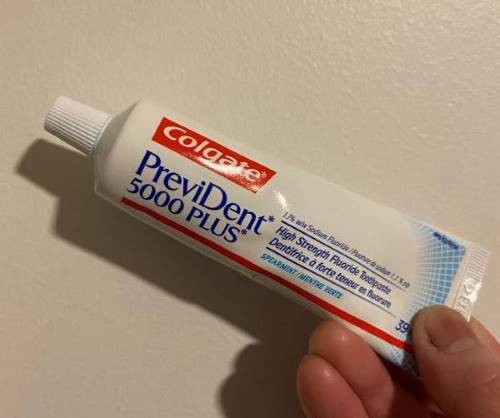 Colgate*
PreviDent*
5000 PLUS*
1.1% w/w Sodium Fluoride / Fluorure de sodium 1,1 % p/p
High Strength Fluoride Toothpaste
Dentifrice à forte teneur en fluorure
SPEARMINT / MENTHE VERTE
39